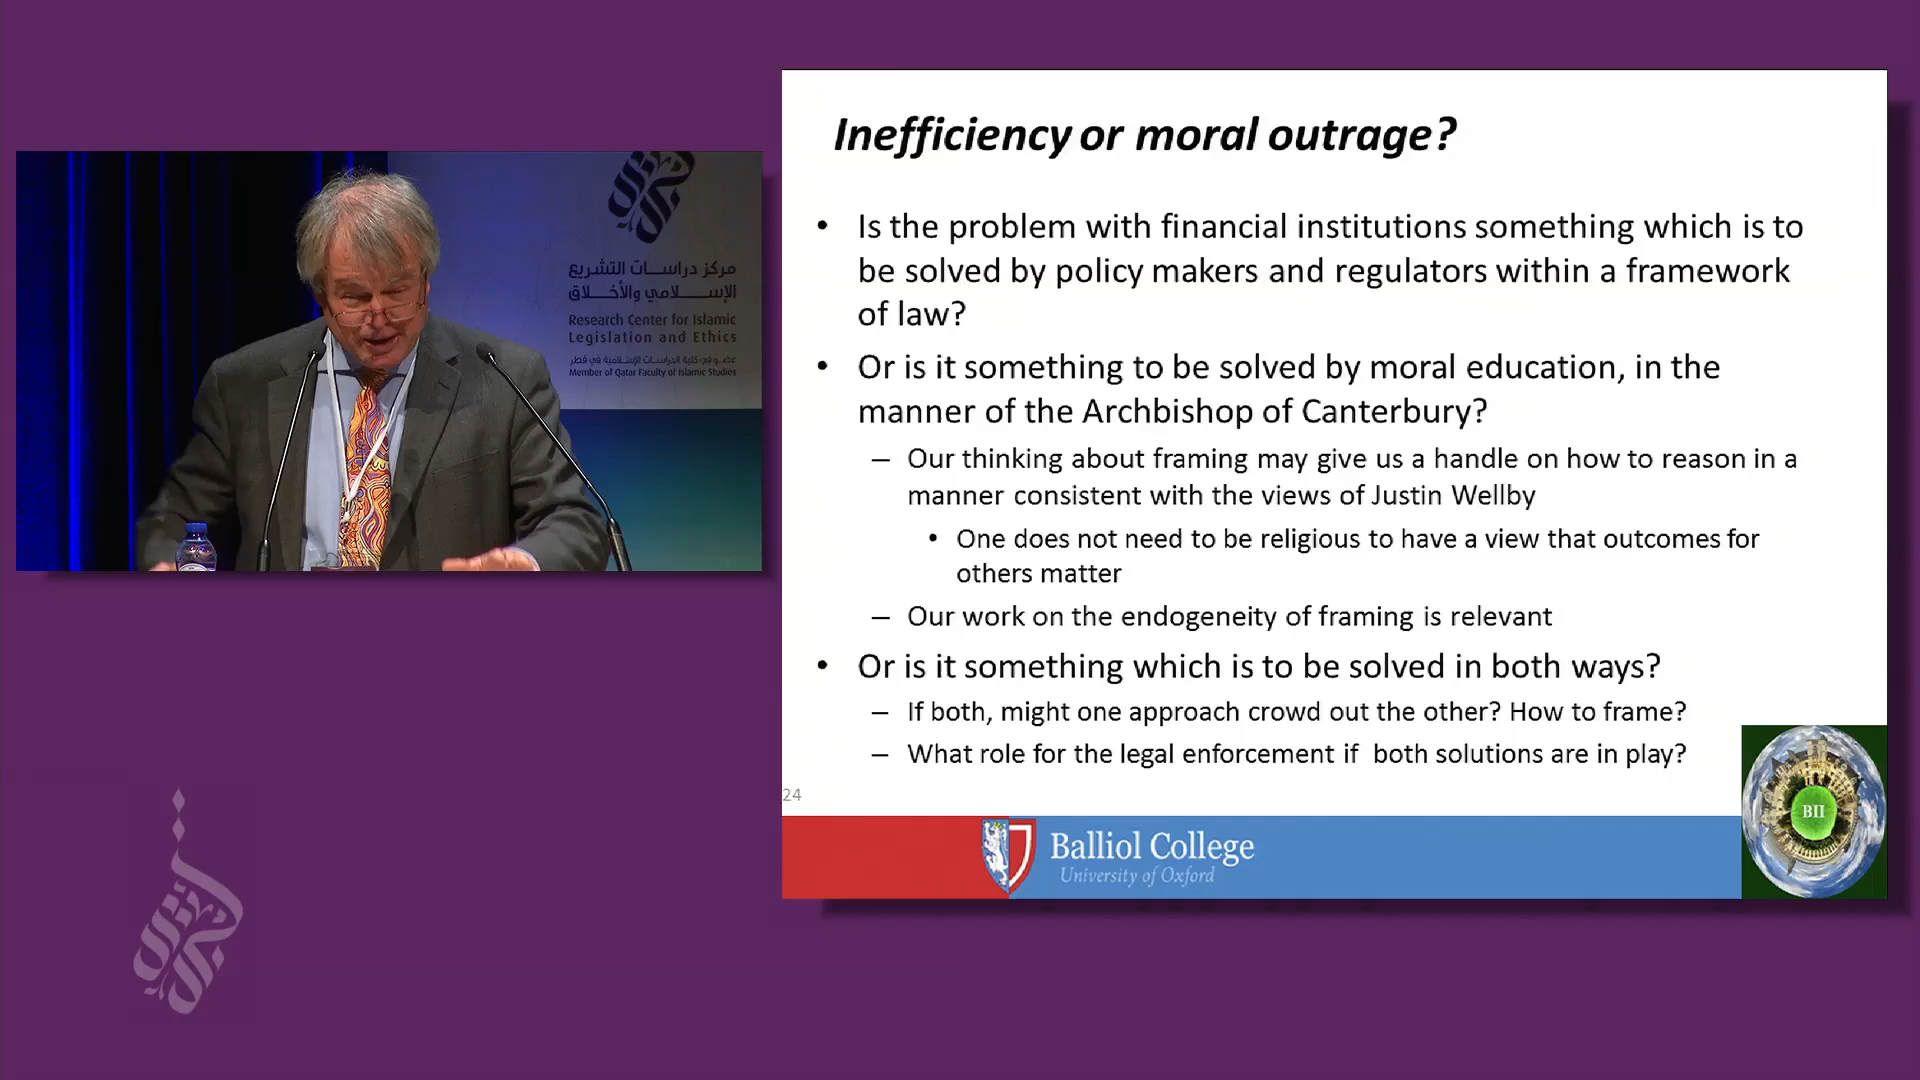 مركز دراسات التشريع
الإسلامي والأخلاق
Research Center for Islamic
Legislation and Ethics
عضو في كلية الدراسات الإسلامية في قطر
Member of Qatar Faculty of Islamic Studies
Inefficiency or moral outrage?
• Is the problem with financial institutions something which is to
be solved by policy makers and regulators within a framework
of law?
• Or is it something to be solved by moral education, in the
manner of the Archbishop of Canterbury?
– Our thinking about framing may give us a handle on how to reason in a
manner consistent with the views of Justin Wellby
• One does not need to be religious to have a view that outcomes for
others matter
– Our work on the endogeneity of framing is relevant
• Or is it something which is to be solved in both ways?
– If both, might one approach crowd out the other? How to frame?
– What role for the legal enforcement if both solutions are in play?
24
Balliol College
University of Oxford
BII